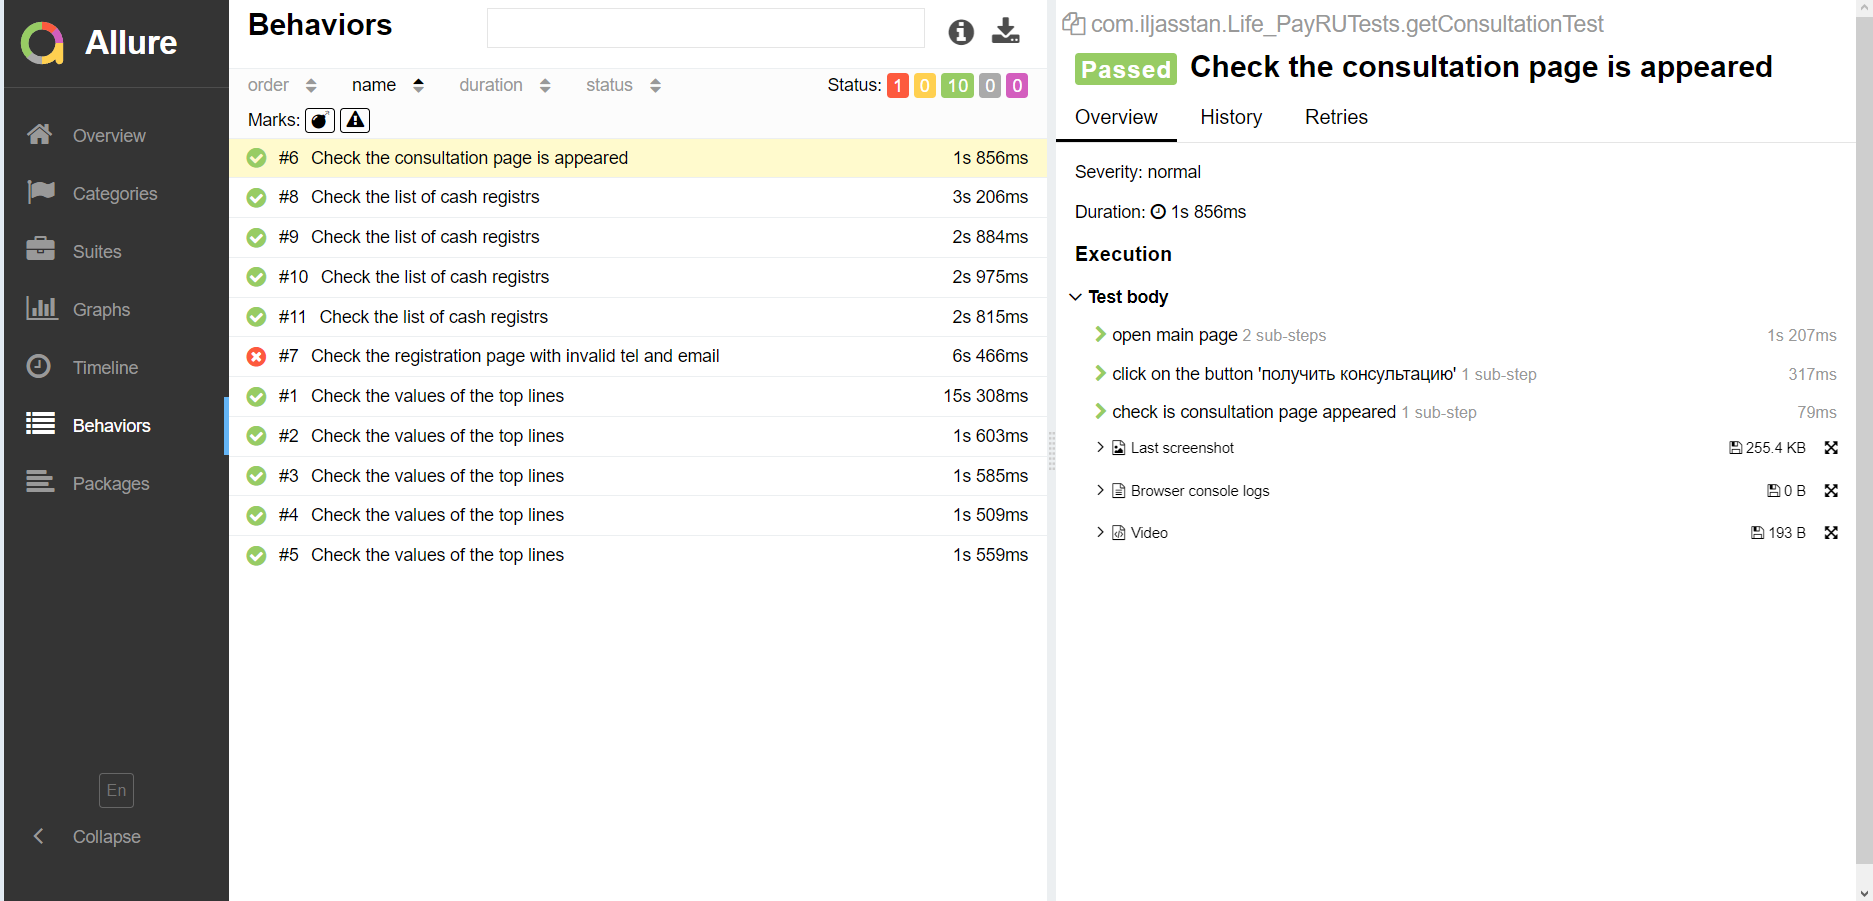 Allure
Overview
Categories
Suites
Graphs
Timeline
Behaviors
Packages
En
Collapse
Behaviors
order name duration status Status: 1 0 10 0 0
Marks:
#6 Check the consultation page is appeared 1s 856ms
#8 Check the list of cash registrs 3s 206ms
#9 Check the list of cash registrs 2s 884ms
#10 Check the list of cash registrs 2s 975ms
#11 Check the list of cash registrs 2s 815ms
#7 Check the registration page with invalid tel and email 6s 466ms
#1 Check the values of the top lines 15s 308ms
#2 Check the values of the top lines 1s 603ms
#3 Check the values of the top lines 1s 585ms
#4 Check the values of the top lines 1s 509ms
#5 Check the values of the top lines 1s 559ms
com.iljasstan.Life_PayRUTests.getConsultationTest
Passed Check the consultation page is appeared
Overview History Retries
Severity: normal
Duration: 1s 856ms
Execution
Test body
open main page 2 sub-steps 1s 207ms
click on the button 'получить консультацию' 1 sub-step 317ms
check is consultation page appeared 1 sub-step 79ms
Last screenshot 255.4 KB
Browser console logs 0 B
Video 193 B